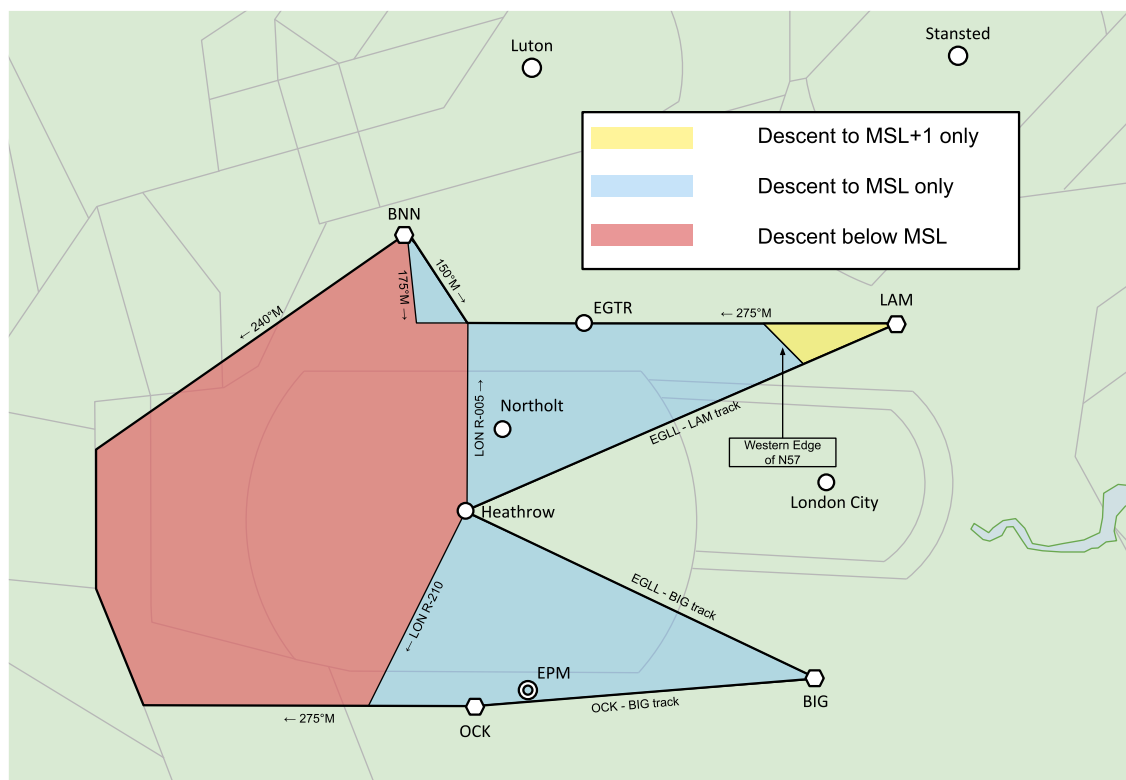 Luton
Stansted
Descent to MSL+1 only
Descent to MSL only
Descent below MSL
BNN
150°M →
175°M →
← 240°M
EGTR
← 275°M
LAM
LON R-005 →
Northolt
EGLL - LAM track
Western Edge
of N57
London City
Heathrow
EGLL - BIG track
← LON R-210
EPM
OCK - BIG track
BIG
← 275°M
OCK